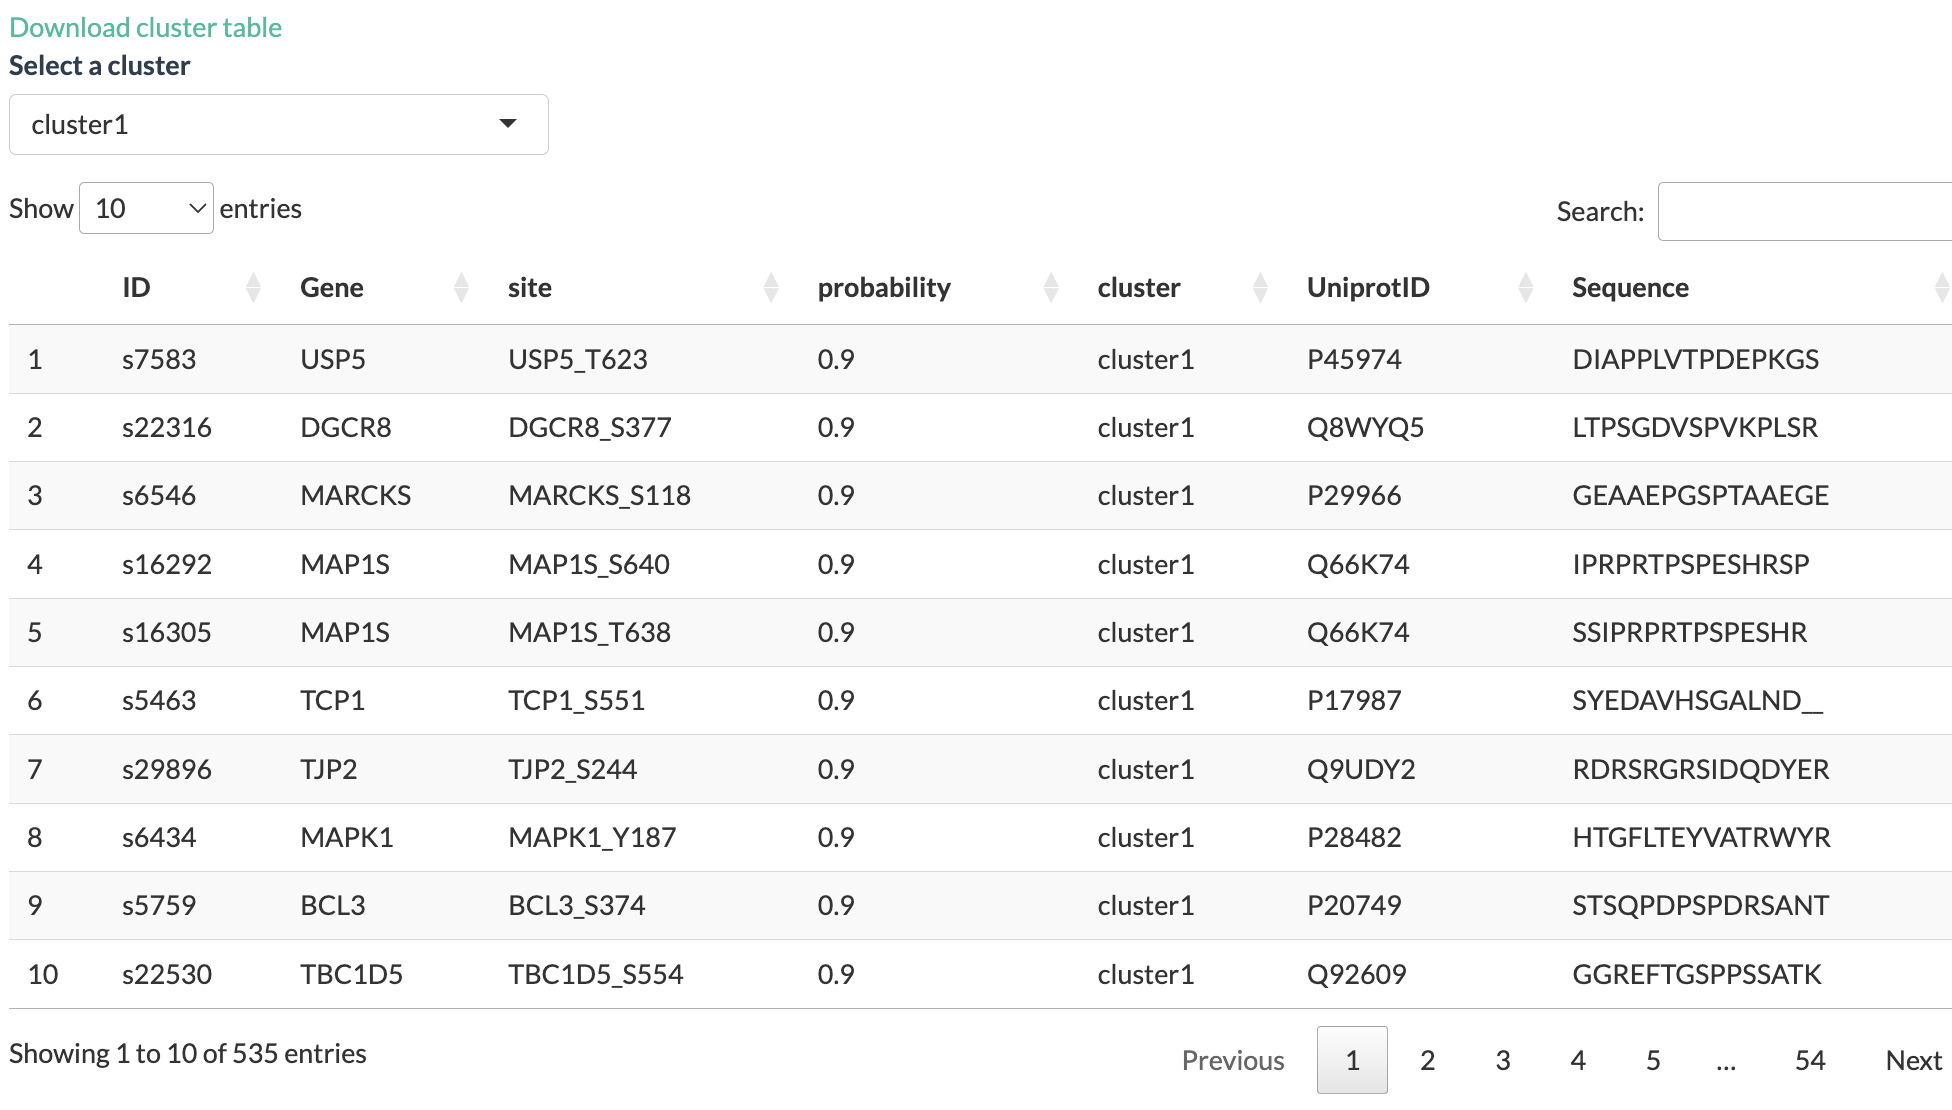 Download cluster table
Select a cluster
cluster1
Show 10 entries
Search:
ID Gene site probability cluster UniprotID Sequence
1 s7583 USP5 USP5_T623 0.9 cluster1 P45974 DIAPPLVTPDEPKGS
2 s22316 DGCR8 DGCR8_S377 0.9 cluster1 Q8WYQ5 LTPSGDVSPVKPLSR
3 s6546 MARCKS MARCKS_S118 0.9 cluster1 P29966 GEAAEPGSPTAAEGE
4 s16292 MAP1S MAP1S_S640 0.9 cluster1 Q66K74 IPRPRTPSPESHRSP
5 s16305 MAP1S MAP1S_T638 0.9 cluster1 Q66K74 SSIPRPRTPSPESHR
6 s5463 TCP1 TCP1_S551 0.9 cluster1 P17987 SYEDAVHSGALND__
7 s29896 TJP2 TJP2_S244 0.9 cluster1 Q9UDY2 RDRSRGRSIDQDYER
8 s6434 MAPK1 MAPK1_Y187 0.9 cluster1 P28482 HTGFLTEYVATRWYR
9 s5759 BCL3 BCL3_S374 0.9 cluster1 P20749 STSQPDPSPDRSANT
10 s22530 TBC1D5 TBC1D5_S554 0.9 cluster1 Q92609 GGREFTGSPPSSATK
Showing 1 to 10 of 535 entries
Previous 1 2 3 4 5 ... 54 Next